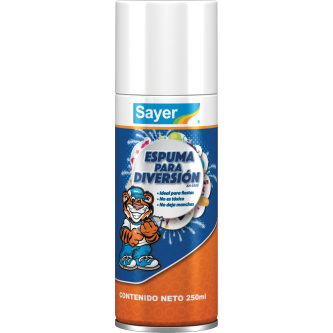 Sayer
ESPUMA
PARA
DIVERSIÓN
• Ideal para fiestas
• No es tóxico
• No deja manchas
CONTENIDO NETO 250ml